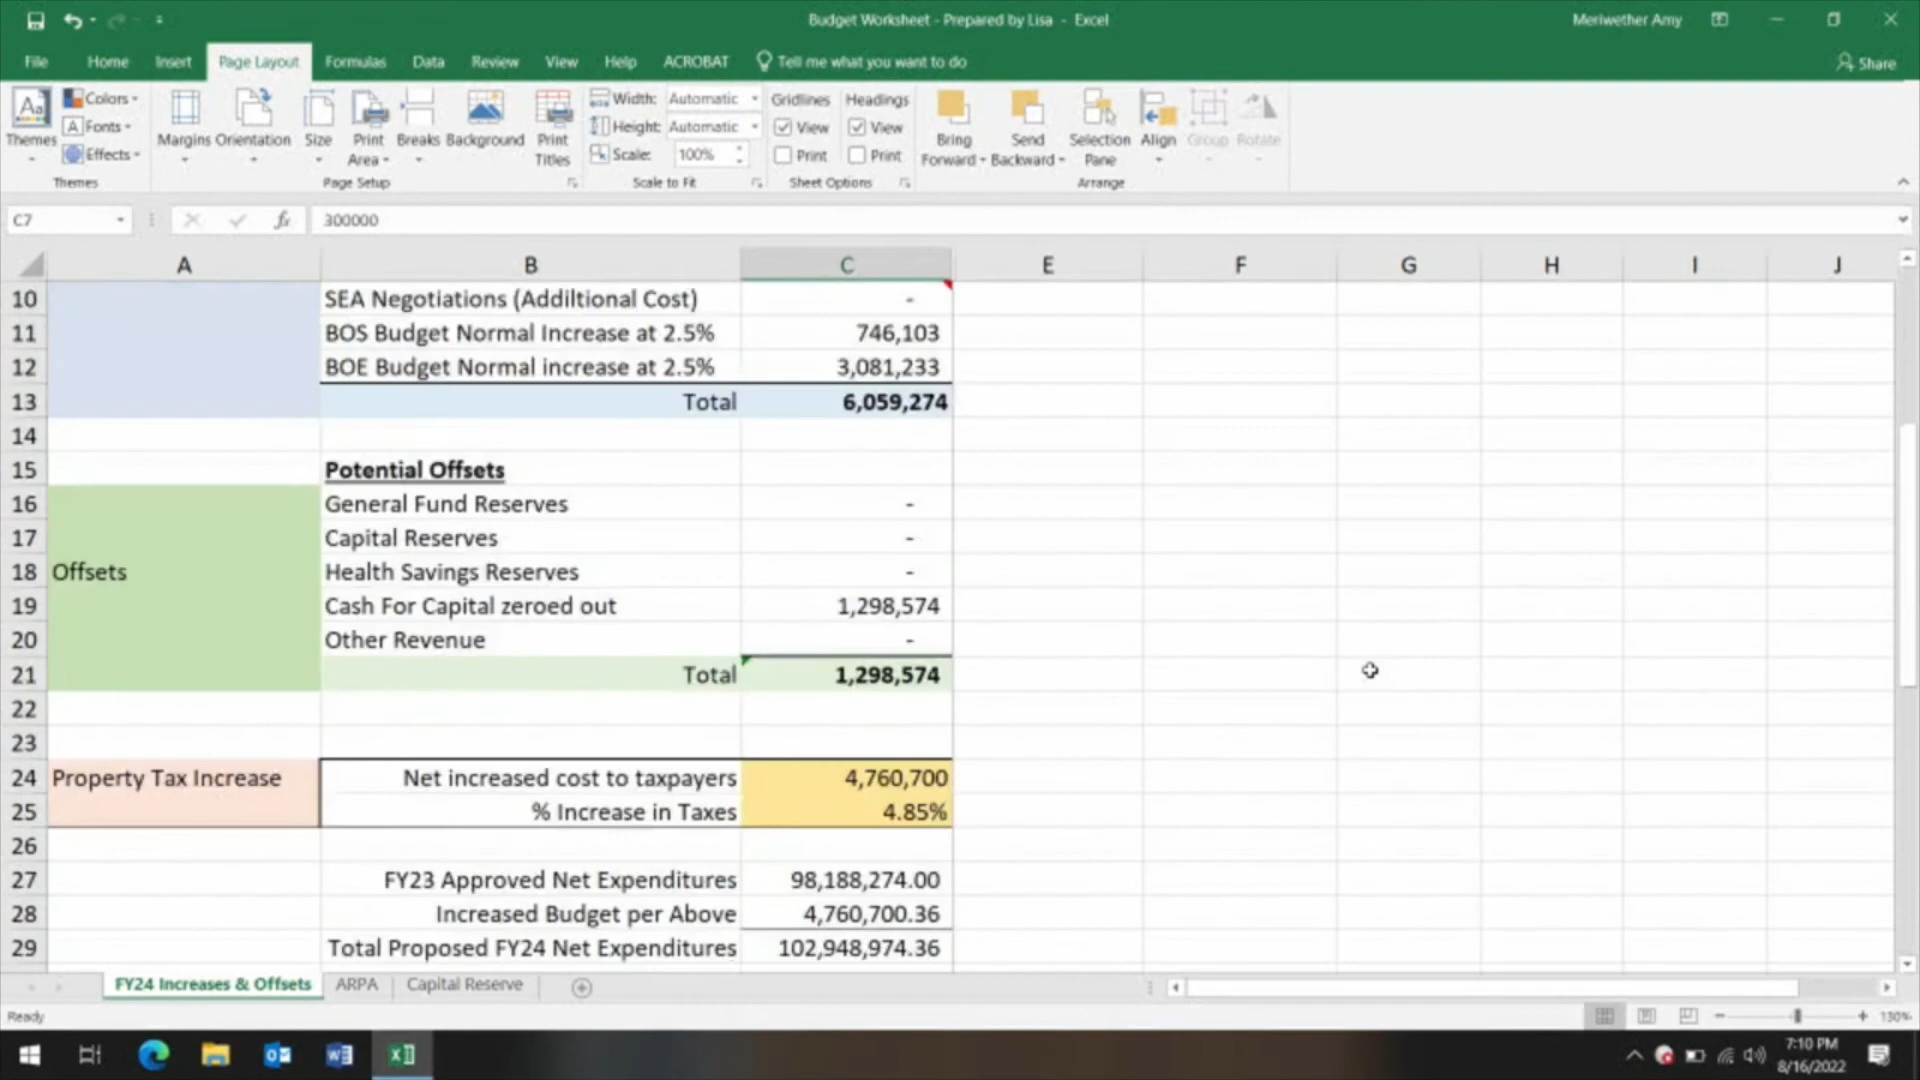 Budget Worksheet - Prepared by Lisa - Excel
Meriwether Amy
File Home Insert Page Layout Formulas Data Review View Help ACROBAT Tell me what you want to do
Share
Aa
Themes
Colors
Fonts
Effects
Margins Orientation Size Print Area Breaks Background Print Titles
Width: Automatic
Height: Automatic
Scale: 100%
Gridlines Headings
View View
Print Print
Bring Forward Send Backward Selection Pane Align Group Rotate
Themes Page Setup Scale to Fit Sheet Options Arrange
C7 fx 300000
A B C E F G H I J
10 SEA Negotiations (Addiltional Cost) -
11 BOS Budget Normal Increase at 2.5% 746,103
12 BOE Budget Normal increase at 2.5% 3,081,233
13 Total 6,059,274
14
15 Potential Offsets
16 General Fund Reserves -
17 Capital Reserves -
18 Offsets Health Savings Reserves -
19 Cash For Capital zeroed out 1,298,574
20 Other Revenue -
21 Total 1,298,574
22
23
24 Property Tax Increase Net increased cost to taxpayers 4,760,700
25 % Increase in Taxes 4.85%
26
27 FY23 Approved Net Expenditures 98,188,274.00
28 Increased Budget per Above 4,760,700.36
29 Total Proposed FY24 Net Expenditures 102,948,974.36
FY24 Increases & Offsets ARPA Capital Reserve
Ready
130%
7:10 PM
8/16/2022